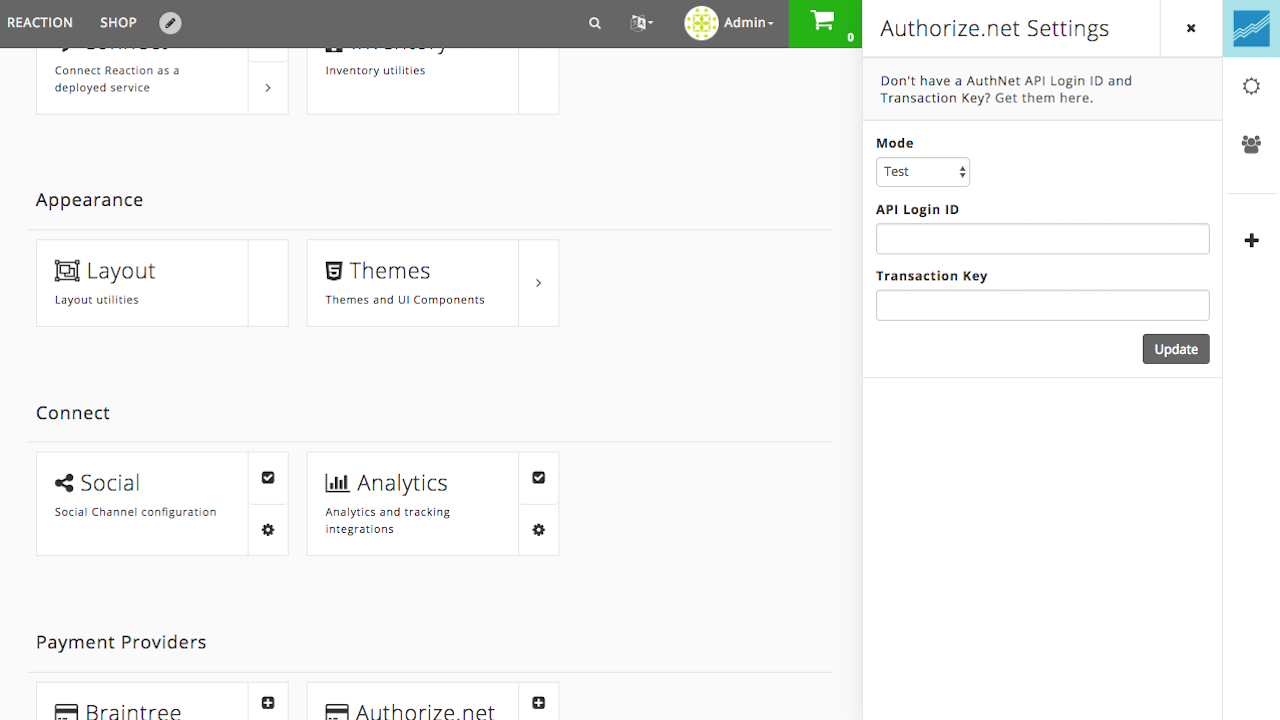 REACTION
SHOP
Admin
0
Connect Reaction as a
deployed service
Inventory
Inventory utilities
Appearance
Layout
Layout utilities
Themes
Themes and UI Components
Connect
Social
Social Channel configuration
Analytics
Analytics and tracking
integrations
Payment Providers
Braintree
Authorize.net
Authorize.net Settings
Don't have a AuthNet API Login ID and
Transaction Key? Get them here.
Mode
Test
API Login ID
Transaction Key
Update